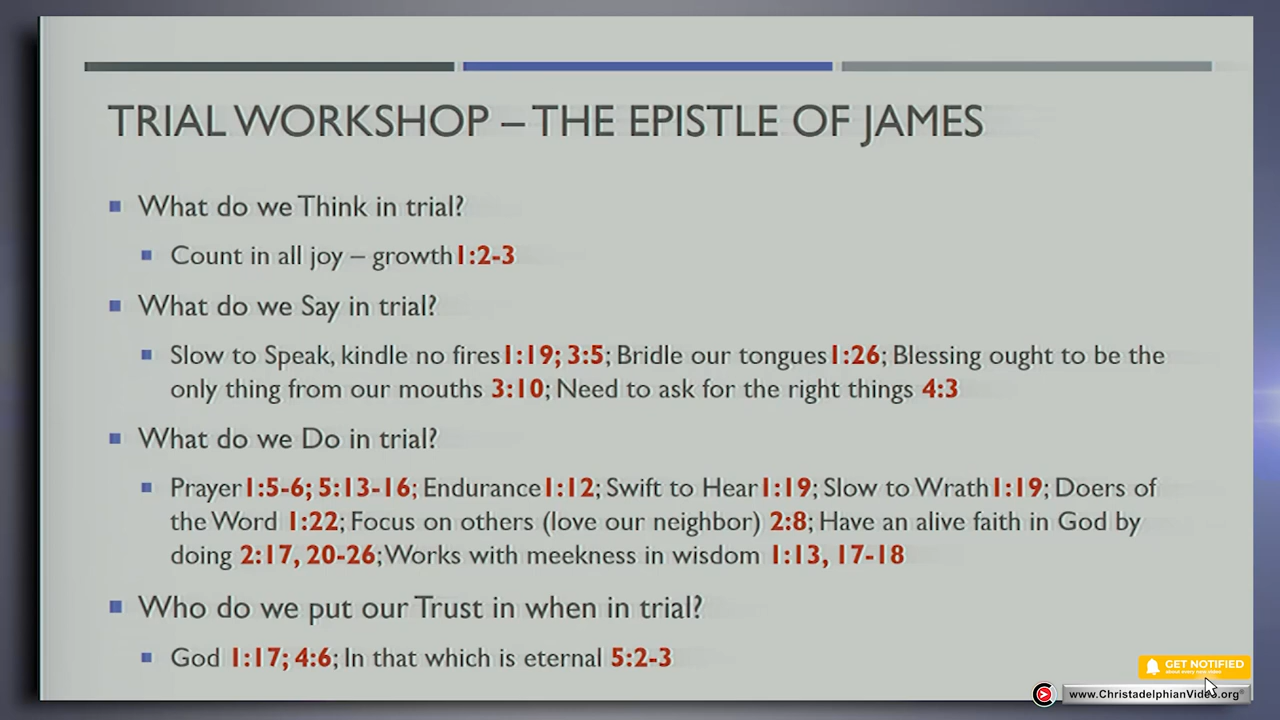 TRIAL WORKSHOP – THE EPISTLE OF JAMES
What do we Think in trial?
Count in all joy – growth 1:2-3
What do we Say in trial?
Slow to Speak, kindle no fires 1:19; 3:5; Bridle our tongues 1:26; Blessing ought to be the
only thing from our mouths 3:10; Need to ask for the right things 4:3
What do we Do in trial?
Prayer 1:5-6; 5:13-16; Endurance 1:12; Swift to Hear 1:19; Slow to Wrath 1:19; Doers of
the Word 1:22; Focus on others (love our neighbor) 2:8; Have an alive faith in God by
doing 2:17, 20-26; Works with meekness in wisdom 1:13, 17-18
Who do we put our Trust in when in trial?
God 1:17; 4:6; In that which is eternal 5:2-3
GET NOTIFIED
about every new video
www.ChristadelphianVideo.org